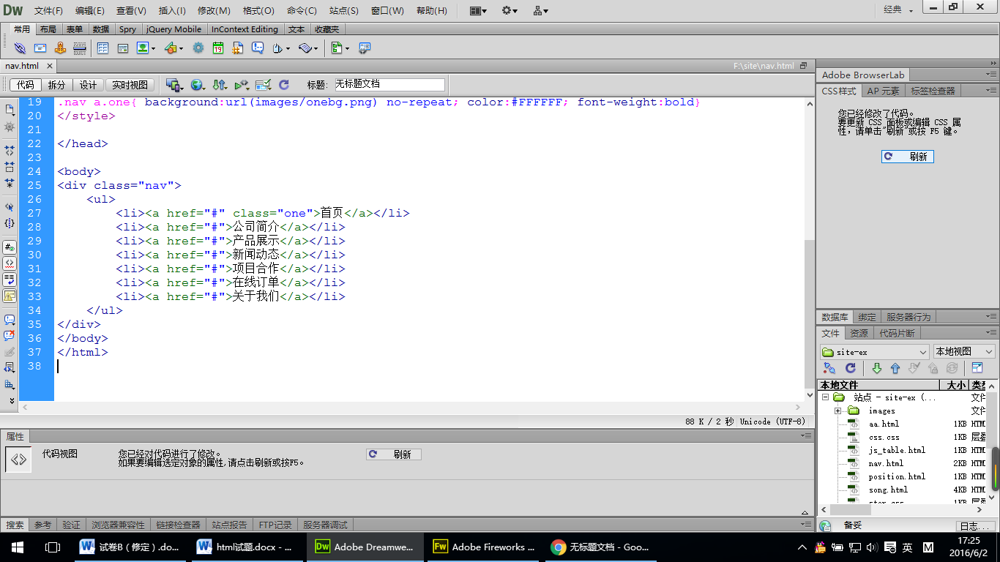 Dw 文件(F) 编辑(E) 查看(V) 插入(I) 修改(M) 格式(O) 命令(C) 站点(S) 窗口(W) 帮助(H) 经典
常用 布局 表单 数据 Spry jQuery Mobile InContext Editing 文本 收藏夹
19
nav.html × F:\site\nav.html
代码 拆分 设计 实时视图 标题: 无标题文档
19 .nav a.one{ background:url(images/onebg.png) no-repeat; color:#FFFFFF; font-weight:bold}
20 </style>
21
22 </head>
23
24 <body>
25 <div class="nav">
26 <ul>
27 <li><a href="#" class="one">首页</a></li>
28 <li><a href="#">公司简介</a></li>
29 <li><a href="#">产品展示</a></li>
30 <li><a href="#">新闻动态</a></li>
31 <li><a href="#">项目合作</a></li>
32 <li><a href="#">在线订单</a></li>
33 <li><a href="#">关于我们</a></li>
34 </ul>
35 </div>
36 </body>
37 </html>
38
88 K / 2 秒 Unicode (UTF-8)
属性
代码视图 您已经对代码进行了修改。 刷新
如果要编辑选定对象的属性,请点击刷新或按F5。
搜索 参考 验证 浏览器兼容性 链接检查器 站点报告 FTP记录 服务器调试
Adobe BrowserLab
CSS样式 AP 元素 标签检查器
您已经修改了代码。
要更新 CSS 面板或编辑 CSS 属
性，请单击"刷新"或按 F5 键。
刷新
数据库 绑定 服务器行为
文件 资源 代码片断
site-ex 本地视图
本地文件 大小 类
站点 - site-ex (... 文件
images 文件
aa.html 1KB HTM
css.css 1KB 层叠
js_table.html 1KB HTM
nav.html 2KB HTM
position.html 1KB HTM
song.html 4KB HTM
备妥 日志...
试卷B（修定）.do... html试题.docx - ... Dw Adobe Dreamwe... Fw Adobe Fireworks ... 无标题文档 - Goo... 英 M 17:25
2016/6/2